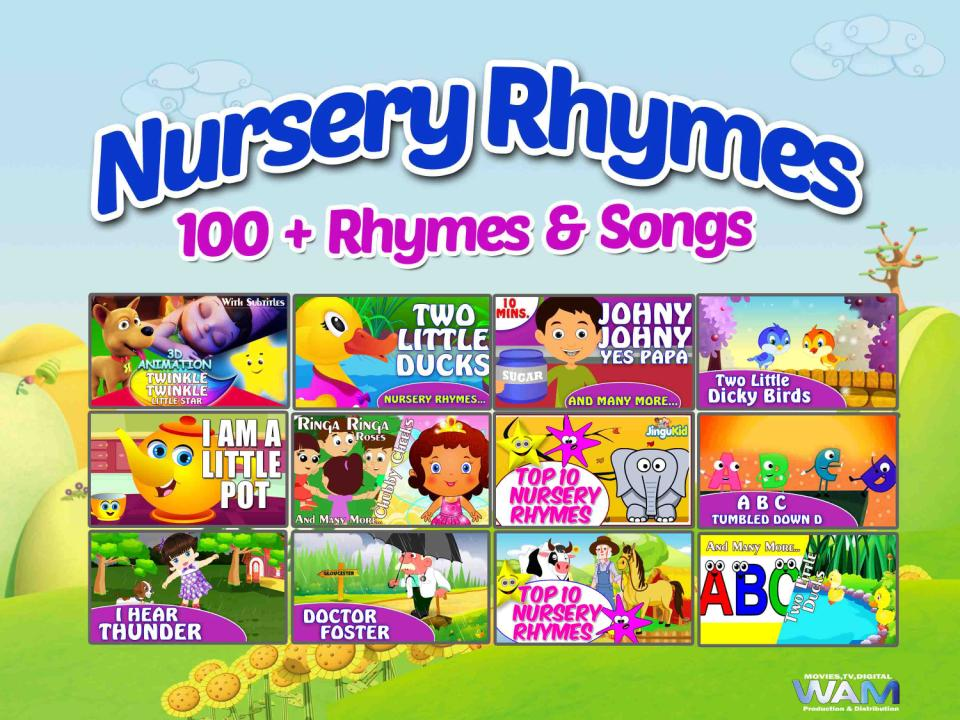 Nursery Rhymes
100 + Rhymes & Songs
With Subtitles
3D
ANIMATION
TWINKLE
TWINKLE
LITTLE STAR
TWO
LITTLE
DUCKS
NURSERY RHYMES...
10
MINS.
JOHNY
JOHNY
YES PAPA
SUGAR
AND MANY MORE...
Two Little
Dicky Birds
I AM A
LITTLE
POT
Ringa Ringa
Roses
Chubby Cheeks
And Many More..
JinguKid
TOP 10
NURSERY
RHYMES
A B C D
A B C
TUMBLED DOWN D
I HEAR
THUNDER
GLOUCESTER
DOCTOR
FOSTER
TOP 10
NURSERY
RHYMES
And Many More..
ABC
Two Little
Ducks
MOVIES,TV,DIGITAL
WAM
Production & Distribution